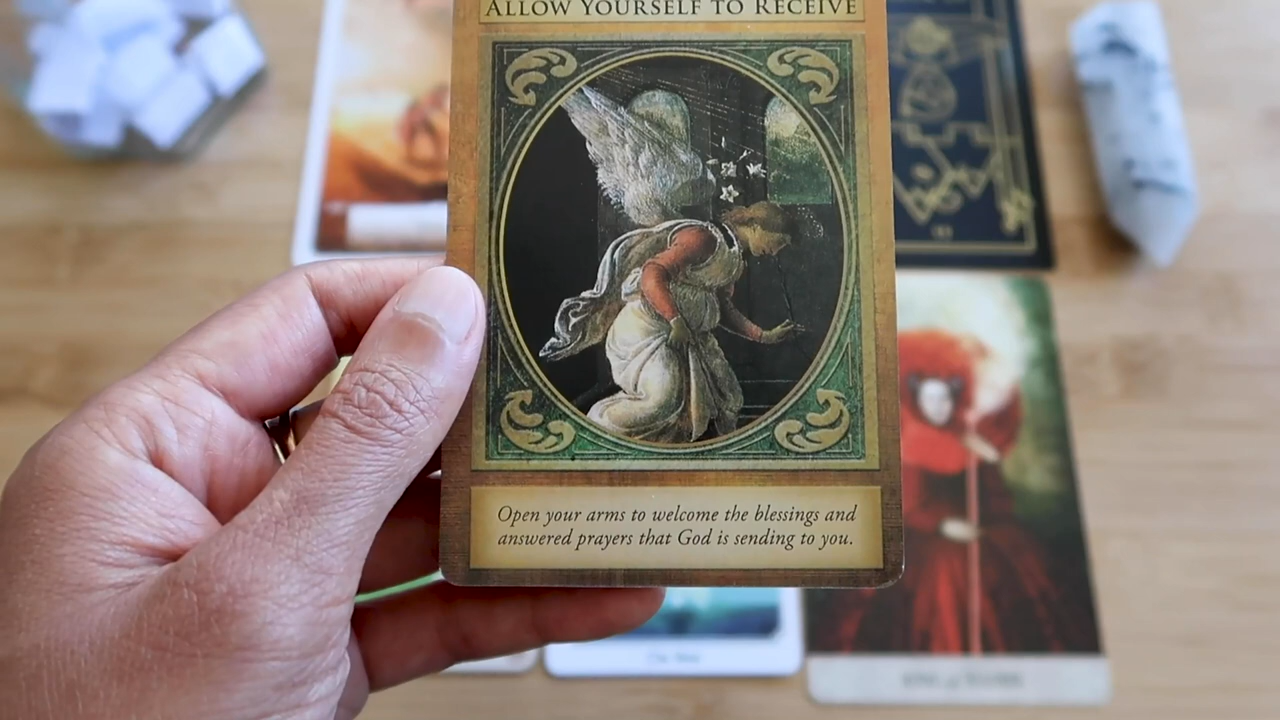 ALLOW YOURSELF TO RECEIVE
Open your arms to welcome the blessings and
answered prayers that God is sending to you.